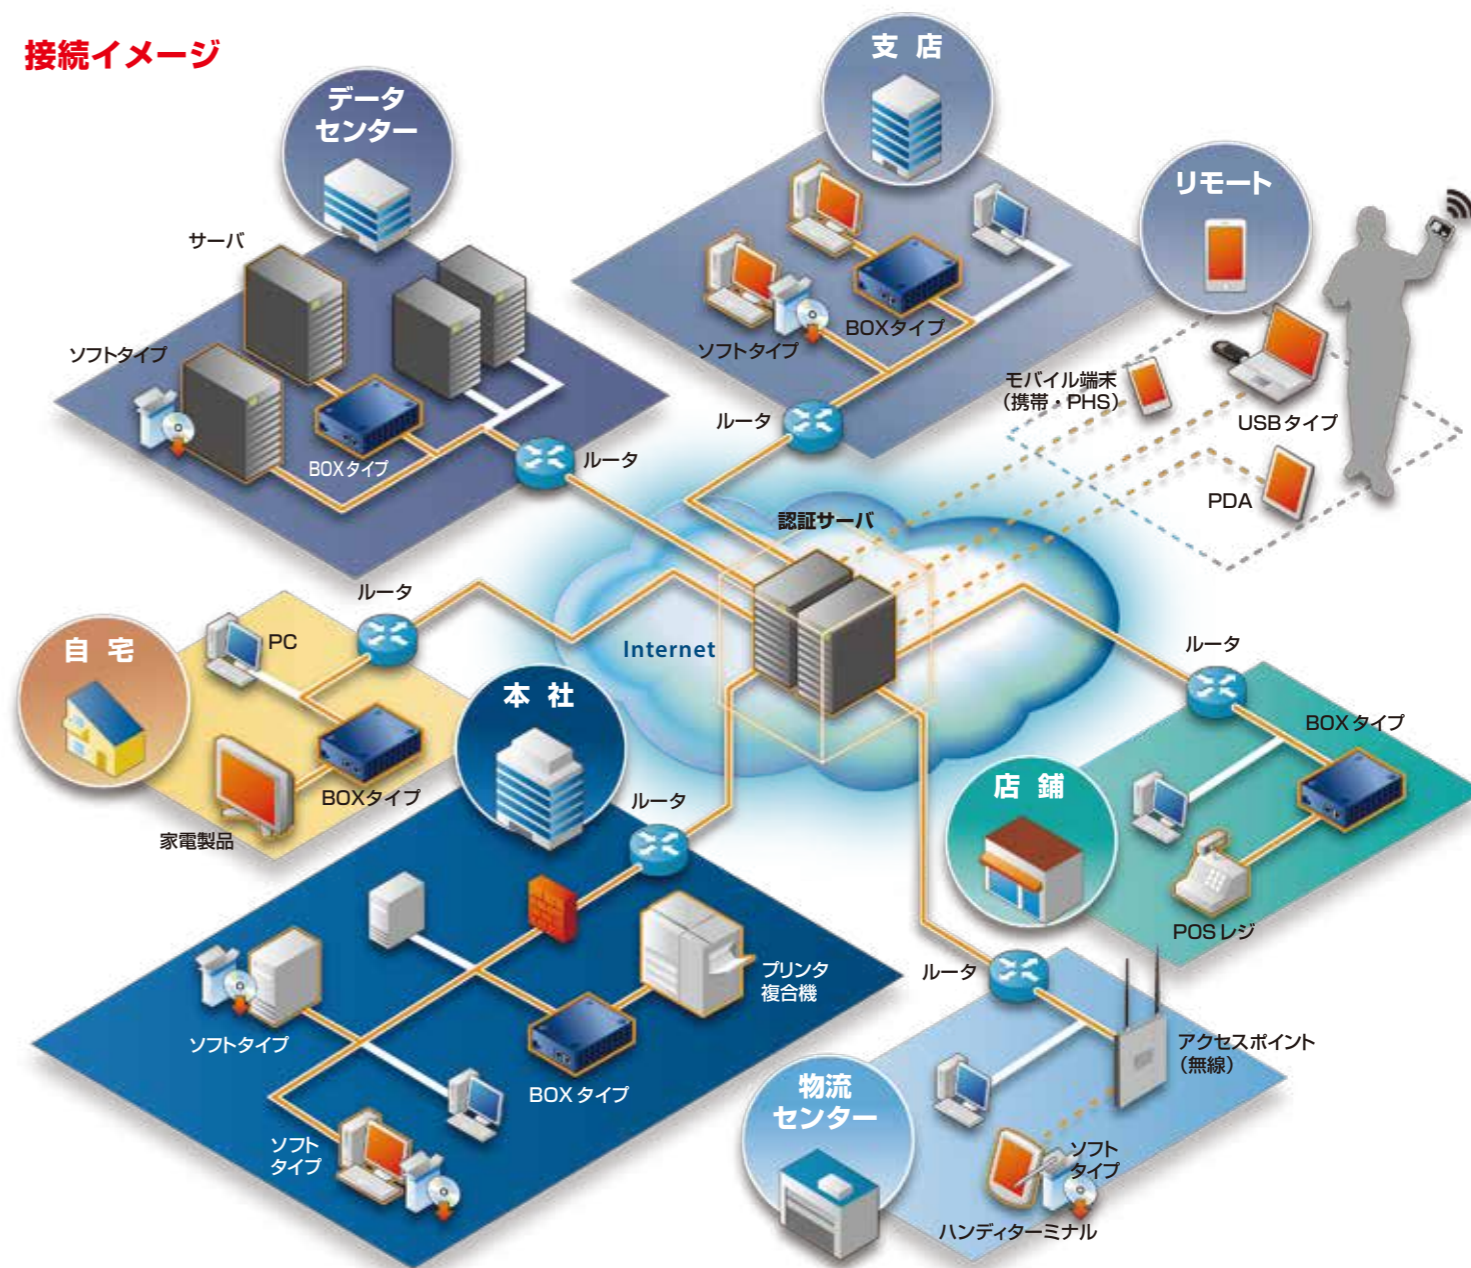 接続イメージ
データ
センター
サーバ
ソフトタイプ
BOXタイプ
ルータ
支 店
BOXタイプ
ソフトタイプ
ルータ
リモート
モバイル端末
(携帯・PHS)
USBタイプ
PDA
認証サーバ
Internet
自 宅
PC
ルータ
BOXタイプ
家電製品
本 社
ルータ
プリンタ
複合機
ソフトタイプ
BOXタイプ
ソフト
タイプ
店 鋪
ルータ
BOXタイプ
POSレジ
物流
センター
ルータ
アクセスポイント
(無線)
ソフト
タイプ
ハンディターミナル